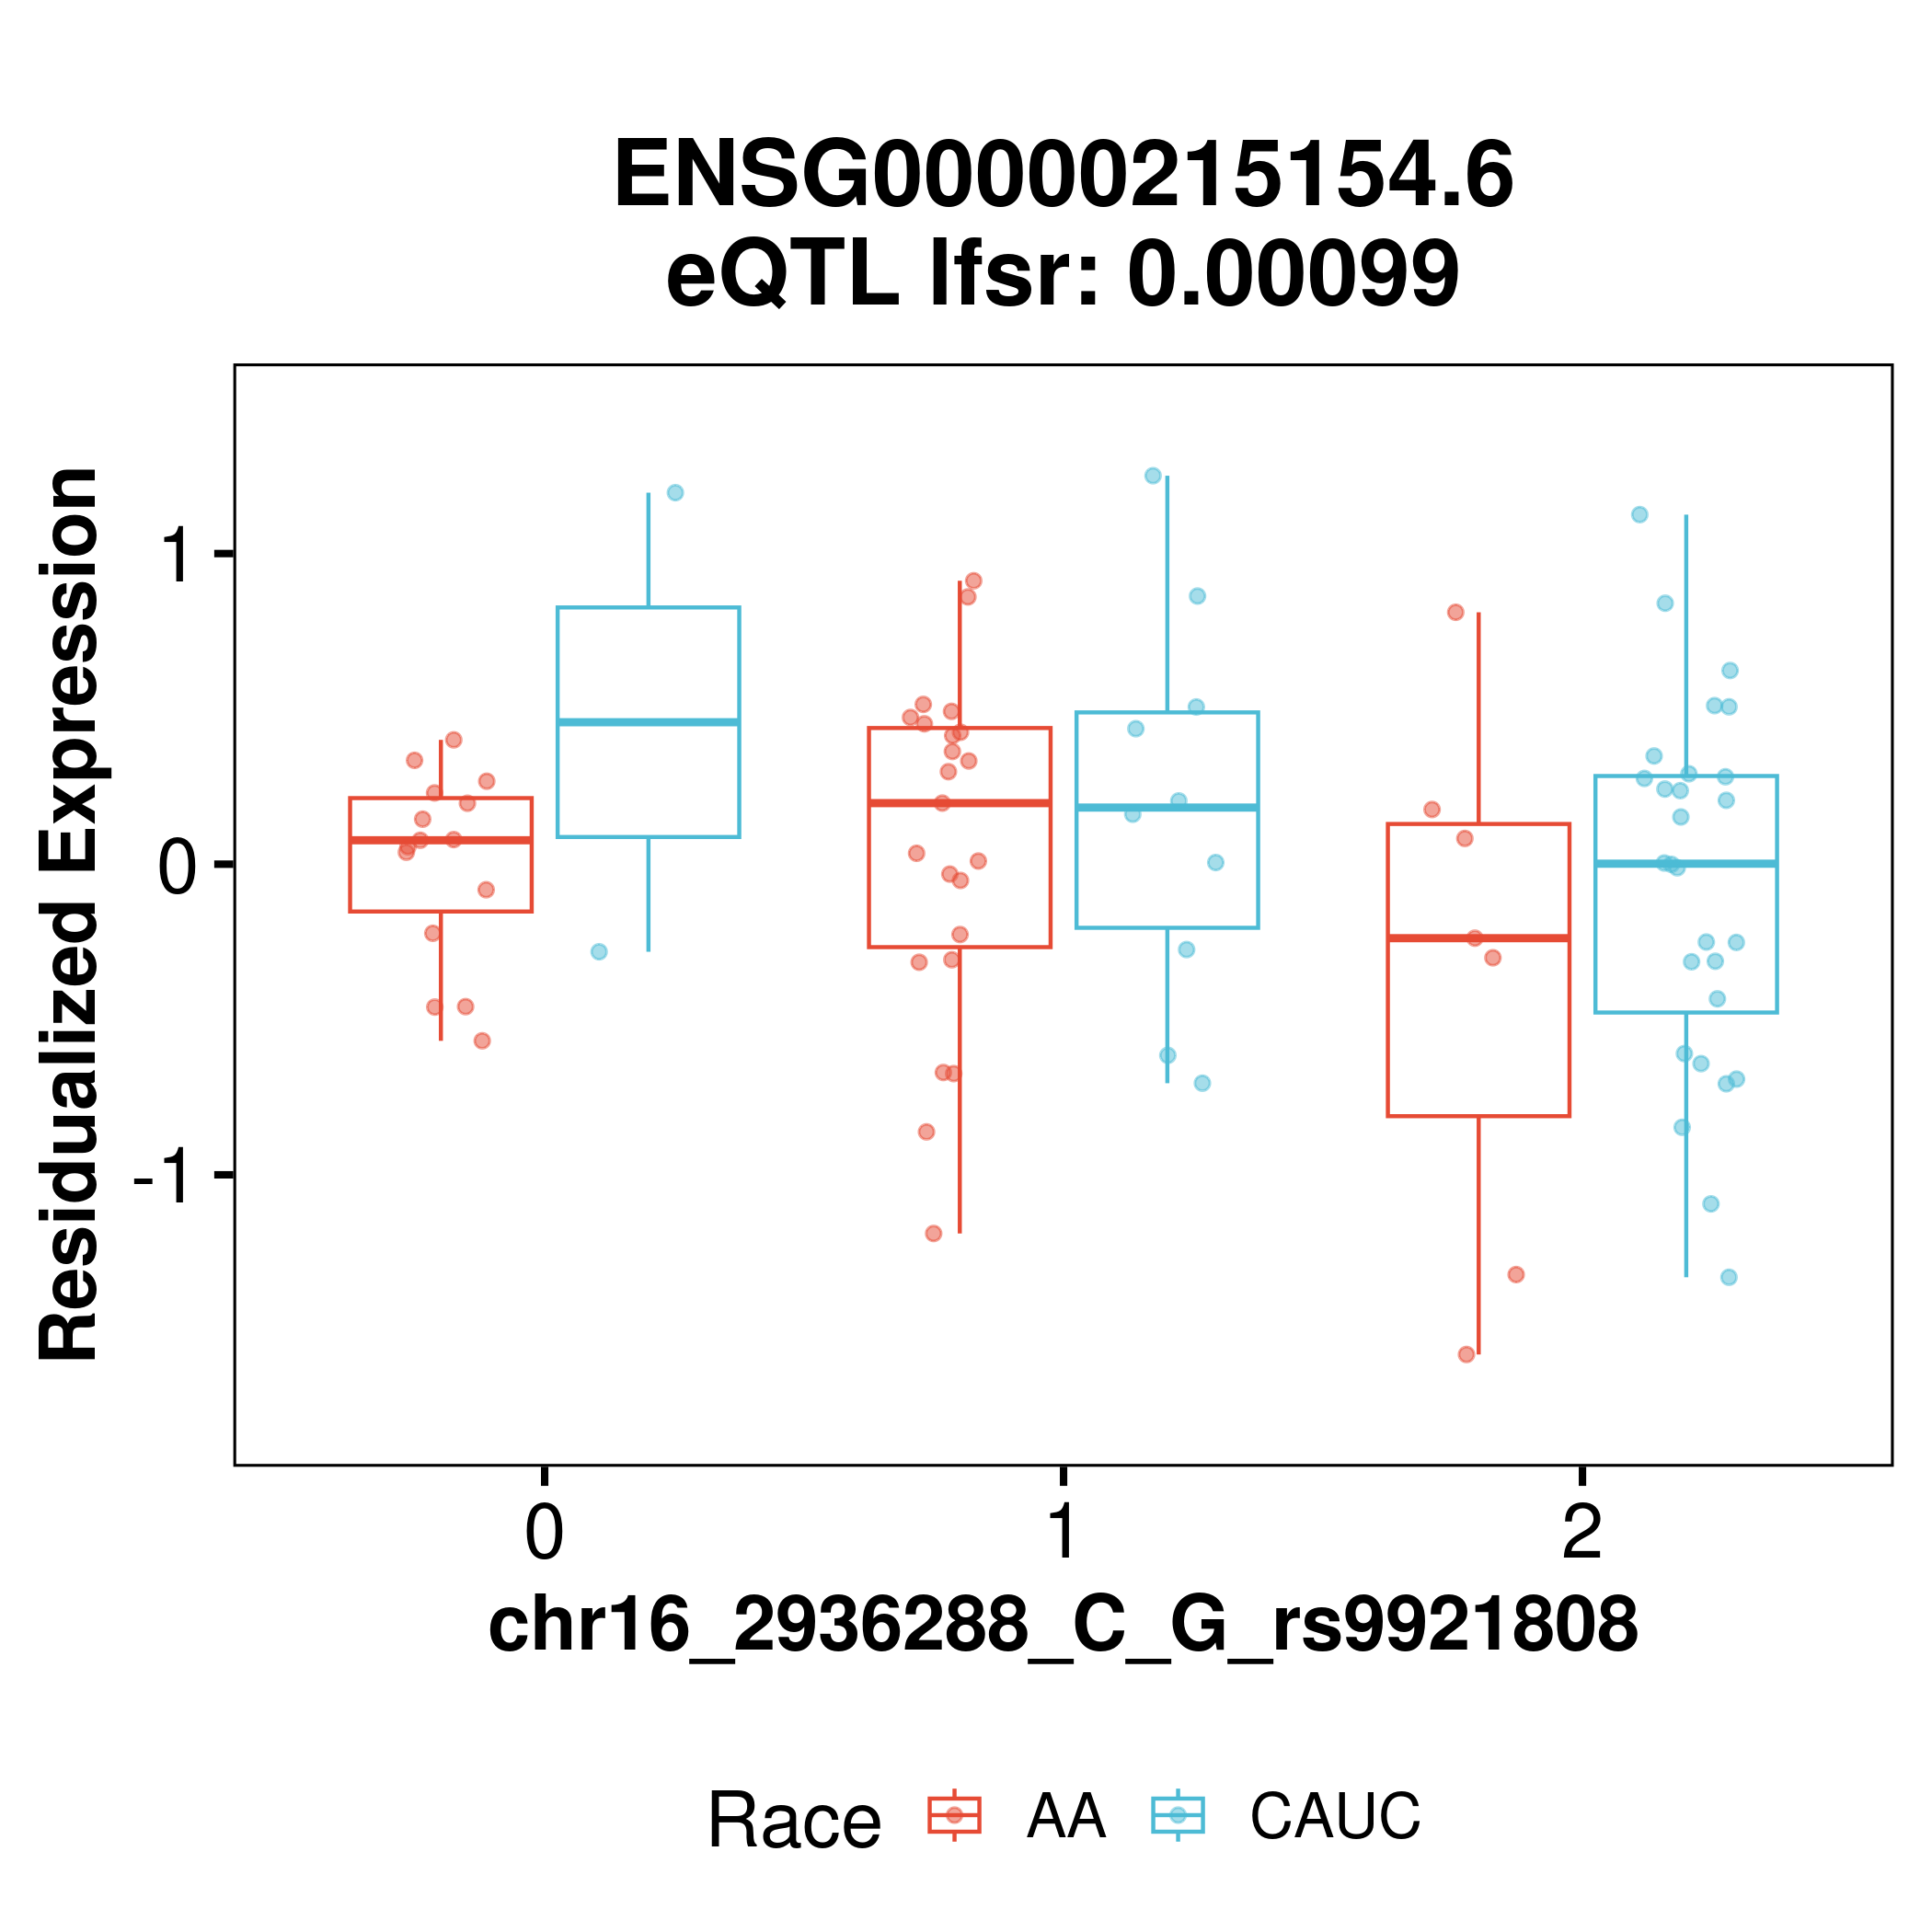 ENSG00000215154.6
eQTL lfsr: 0.00099
Residualized Expression
1
0
-1
0 1 2
chr16_2936288_C_G_rs9921808
Race AA CAUC